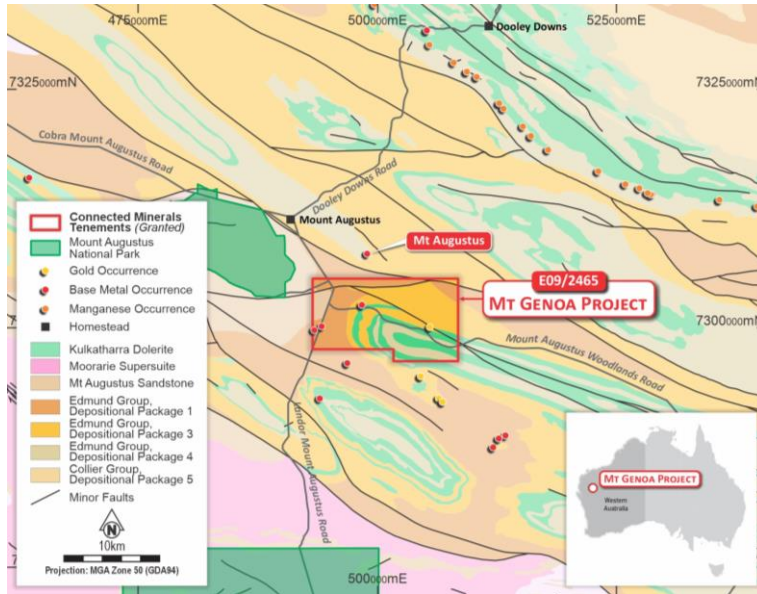 475000mE
500000mE
525000mE
Dooley Downs
7325000mN
7325000mN
Cobra Mount Augustus Road
Dooley Downs Road
Mount Augustus
Mt Augustus
E09/2465
MT GENOA PROJECT
7300000mN
Mount Augustus Woodlands Road
Yandor Mount Augustus Road
Connected Minerals
Tenements (Granted)
Mount Augustus
National Park
Gold Occurrence
Base Metal Occurrence
Manganese Occurrence
Homestead
Kulkatharra Dolerite
Moorarie Supersuite
Mt Augustus Sandstone
Edmund Group,
Depositional Package 1
Edmund Group,
Depositional Package 3
Edmund Group,
Depositional Package 4
Collier Group,
Depositional Package 5
Minor Faults
N
10km
Projection: MGA Zone 50 (GDA94)
500000mE
MT GENOA PROJECT
Western
Australia